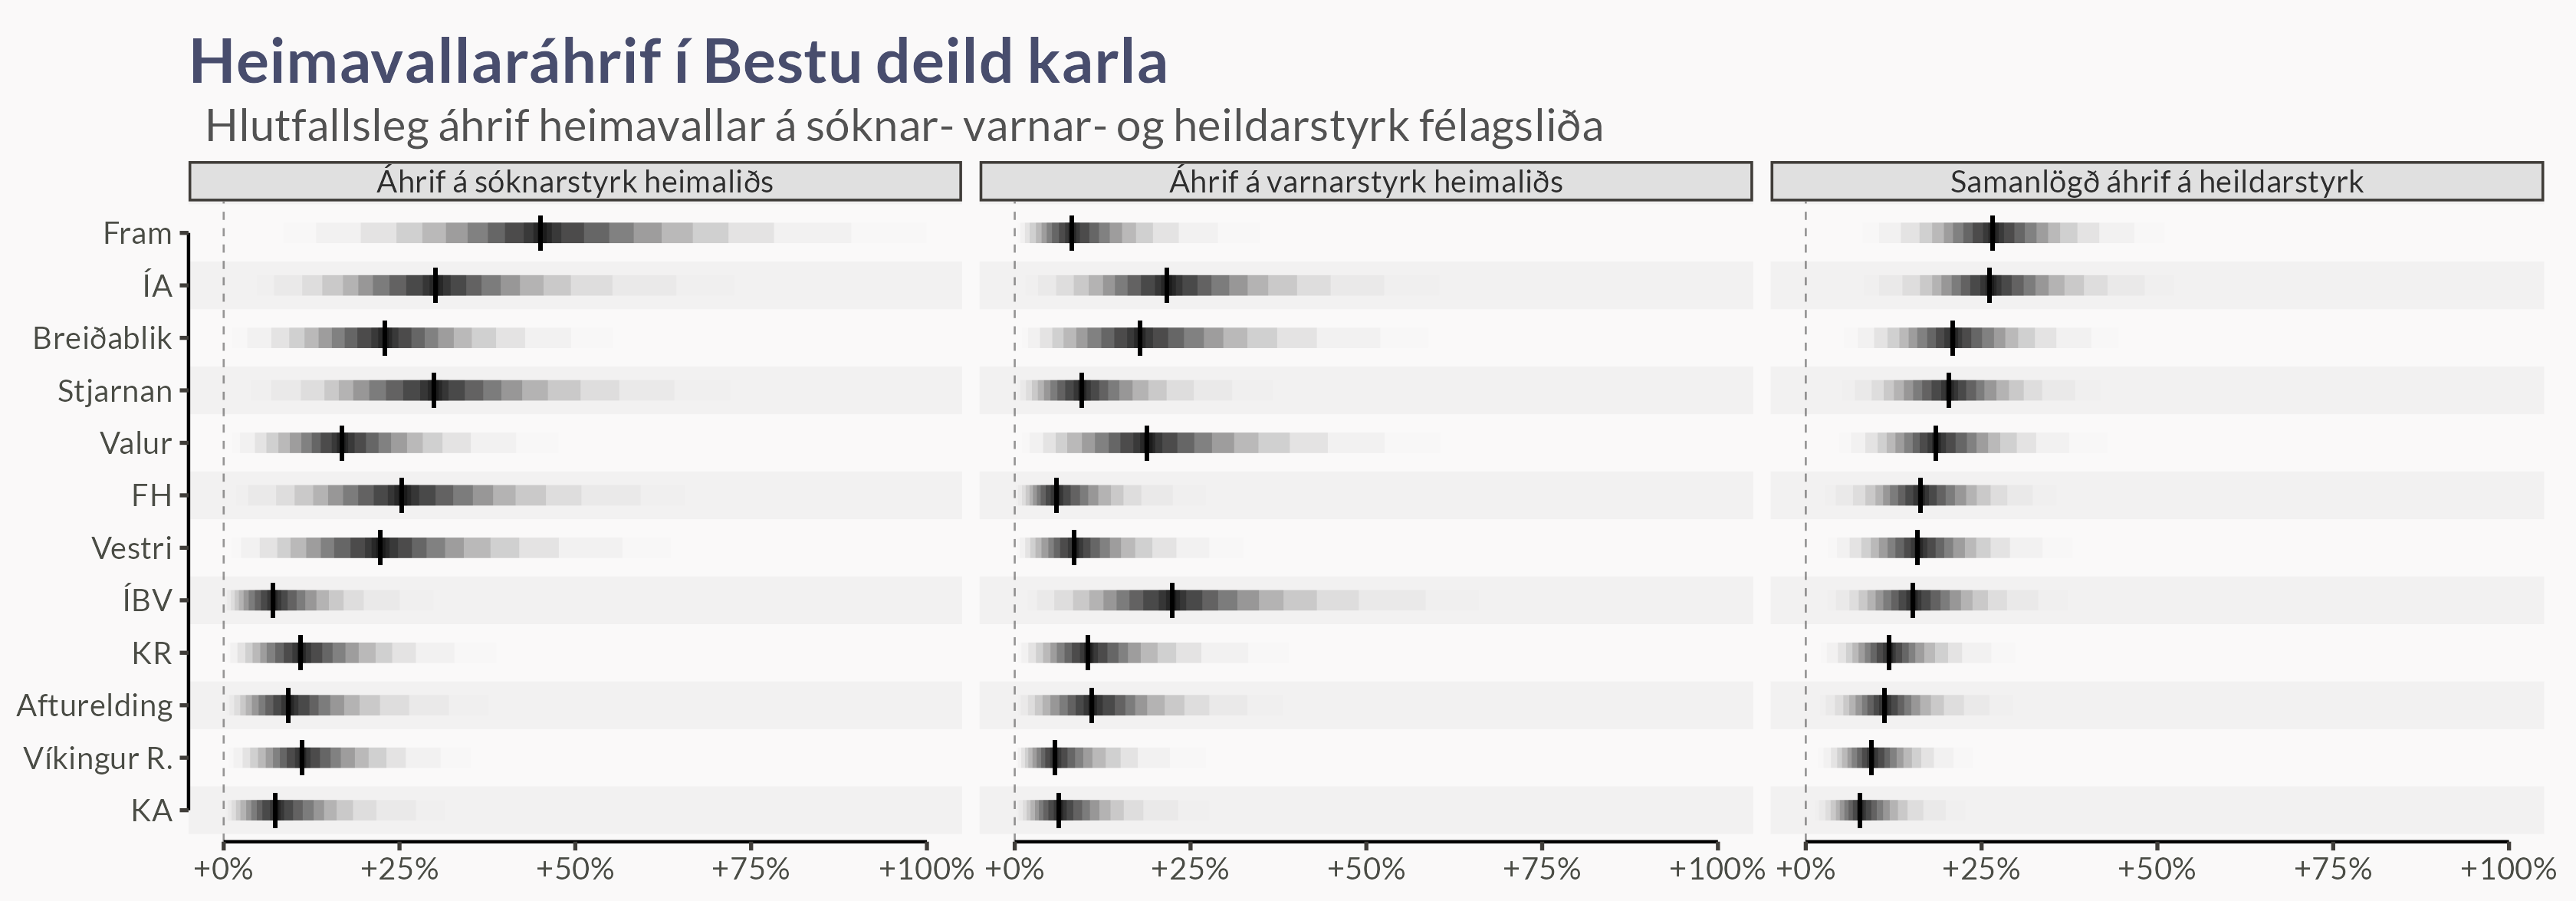 Heimavallaráhrif í Bestu deild karla
Hlutfallsleg áhrif heimavallar á sóknar- varnar- og heildarstyrk félagsliða
Áhrif á sóknarstyrk heimaliðs
Áhrif á varnarstyrk heimaliðs
Samanlögð áhrif á heildarstyrk
Fram
ÍA
Breiðablik
Stjarnan
Valur
FH
Vestri
ÍBV
KR
Afturelding
Víkingur R.
KA
+0% +25% +50% +75% +100%
+0% +25% +50% +75% +100%
+0% +25% +50% +75% +100%